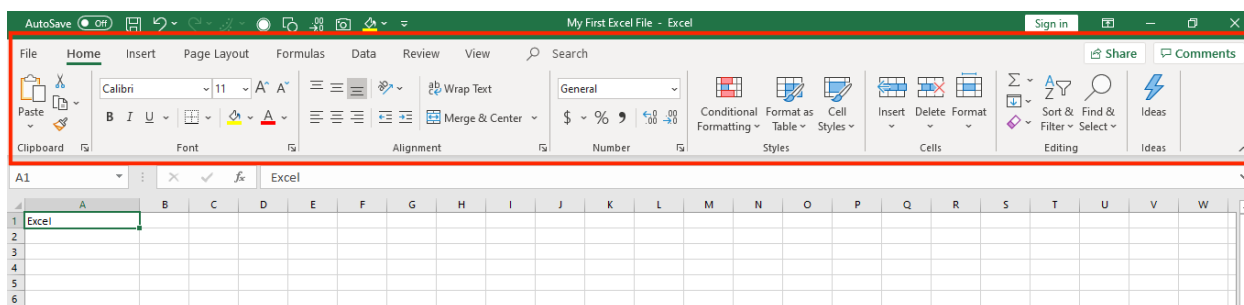 AutoSave Off My First Excel File - Excel Sign in
File Home Insert Page Layout Formulas Data Review View Search Share Comments
Calibri 11 A^ Aˇ ab Wrap Text General
Paste B I U A Merge & Center $ % 9 Conditional Formatting Format as Table Cell Styles Insert Delete Format Sort & Filter Find & Select Ideas
Clipboard Font Alignment Number Styles Cells Editing Ideas
A1 fx Excel
A B C D E F G H I J K L M N O P Q R S T U V W
1 Excel
2
3
4
5
6